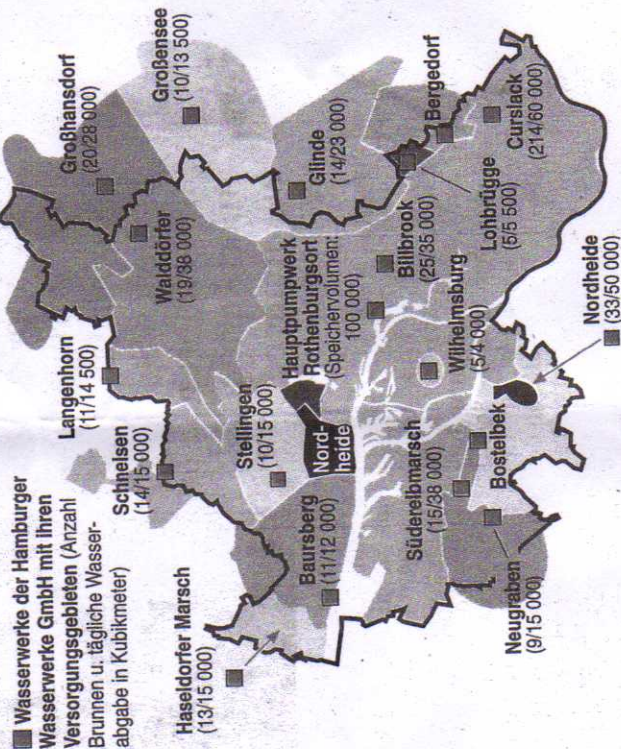 Wasserwerke der Hamburger
Wasserwerke GmbH mit ihren
Versorgungsgebieten (Anzahl
Brunnen u. tägliche Wasser-
abgabe in Kubikmeter)
Haseldorfer Marsch
(13/15 000)
Schnelsen
(14/15 000)
Langenhorn
(11/14 500)
Großhansdorf
(20/28 000)
Großensee
(10/13 500)
Walddörfer
(19/38 000)
Stellingen
(10/15 000)
Baursberg
(11/12 000)
Nord-
heide
Hauptpumpwerk
Rothenburgsort
(Speichervolumen:
100 000)
Glinde
(14/23 000)
Billbrook
(25/35 000)
Bergedorf
Lohbrügge
(5/5 500)
Curslack
(214/60 000)
Wilhelmsburg
(5/4 000)
Süderelbmarsch
(15/38 000)
Bostelbek
Neugraben
(9/15 000)
Nordheide
(33/50 000)